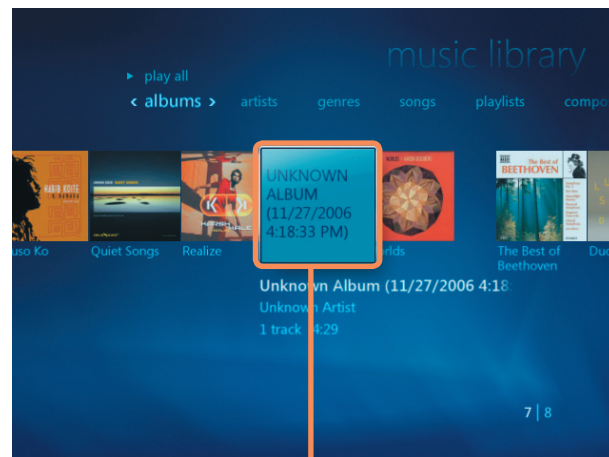 music library
play all
albums
artists
genres
songs
playlists
compo
HABIB KOITE
& BAMADA
UNKNOWN
ALBUM
(11/27/2006
4:18:33 PM)
The Best of
BEETHOVEN
uso Ko
Quiet Songs
Realize
rlds
The Best of
Beethoven
Duo
Unknown Album (11/27/2006 4:18
Unknown Artist
1 track 4:29
7 | 8